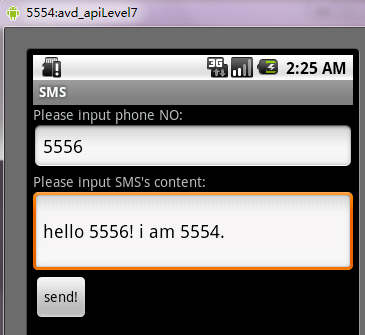 5554:avd_apiLevel7
3G 2:25 AM
SMS
Please input phone NO:
5556
Please input SMS's content:
hello 5556! i am 5554.
send!